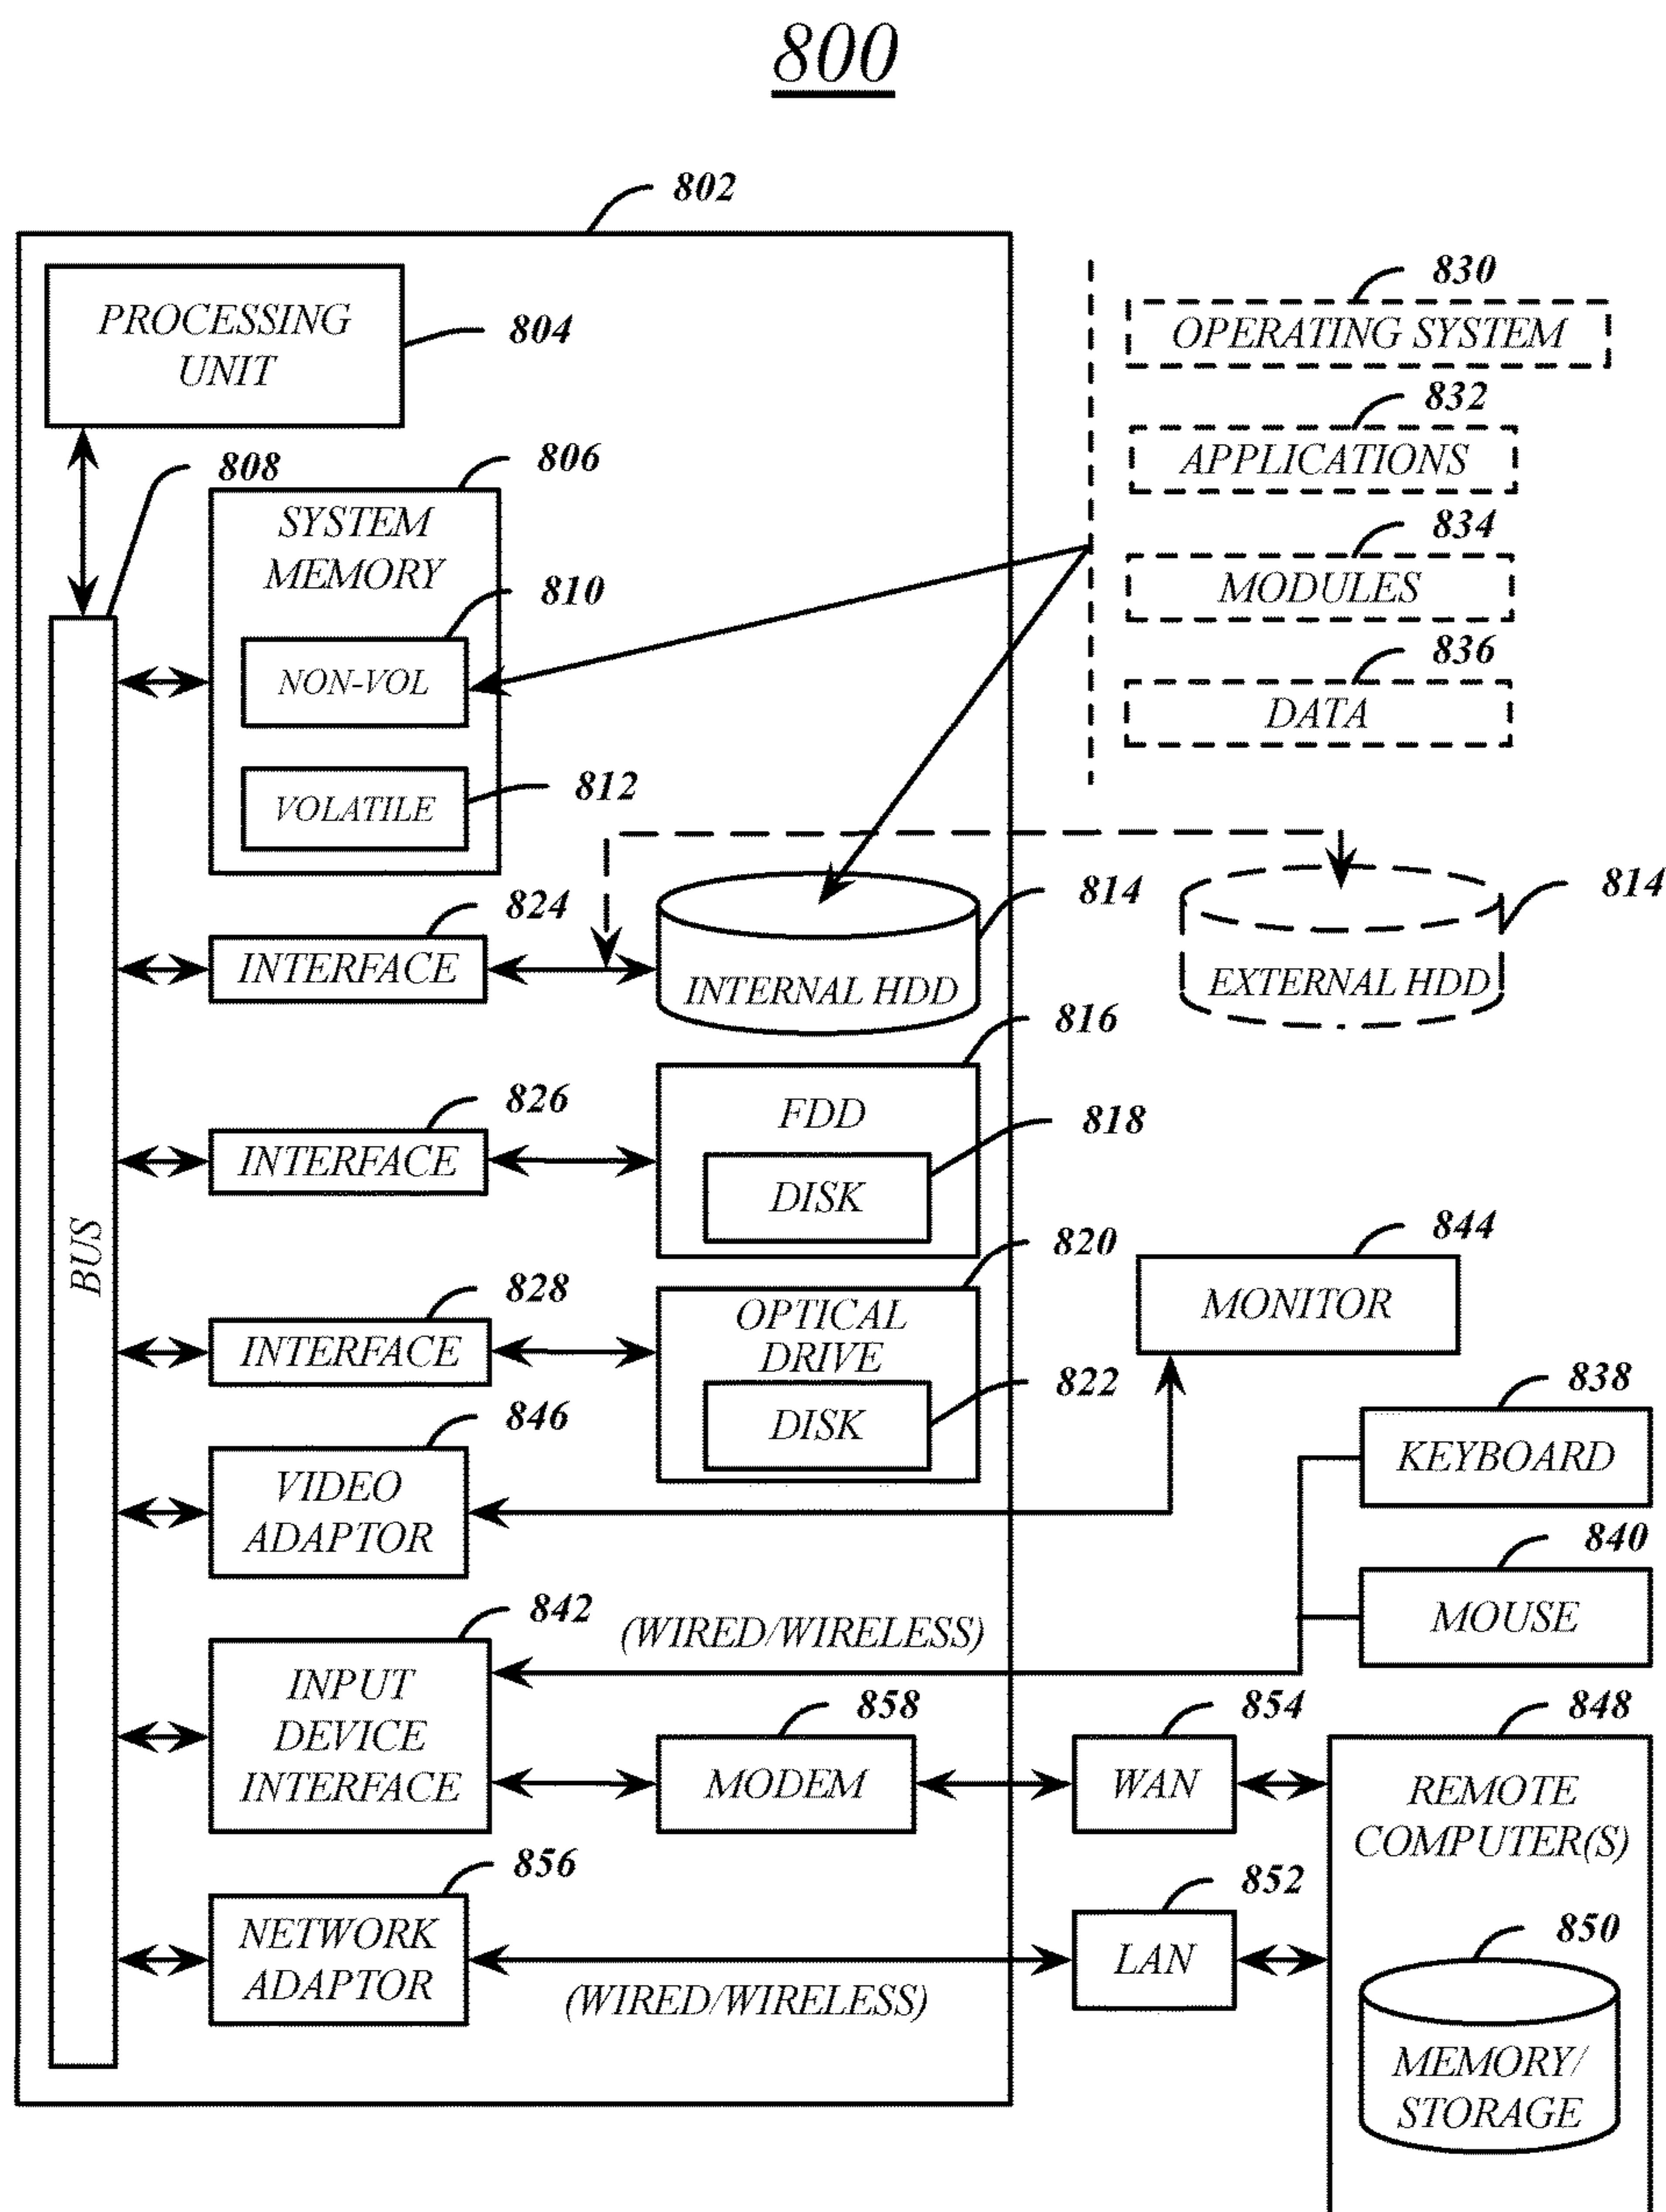 800
802
PROCESSING
UNIT
804
830
OPERATING SYSTEM
832
APPLICATIONS
834
MODULES
836
DATA
808
806
SYSTEM
MEMORY
810
NON-VOL
812
VOLATILE
824
INTERFACE
814
INTERNAL HDD
814
EXTERNAL HDD
816
FDD
818
DISK
826
INTERFACE
BUS
820
OPTICAL
DRIVE
822
DISK
828
INTERFACE
844
MONITOR
846
VIDEO
ADAPTOR
838
KEYBOARD
840
MOUSE
842
INPUT
DEVICE
INTERFACE
(WIRED/WIRELESS)
858
MODEM
854
WAN
848
REMOTE
COMPUTER(S)
856
NETWORK
ADAPTOR
(WIRED/WIRELESS)
852
LAN
850
MEMORY/
STORAGE